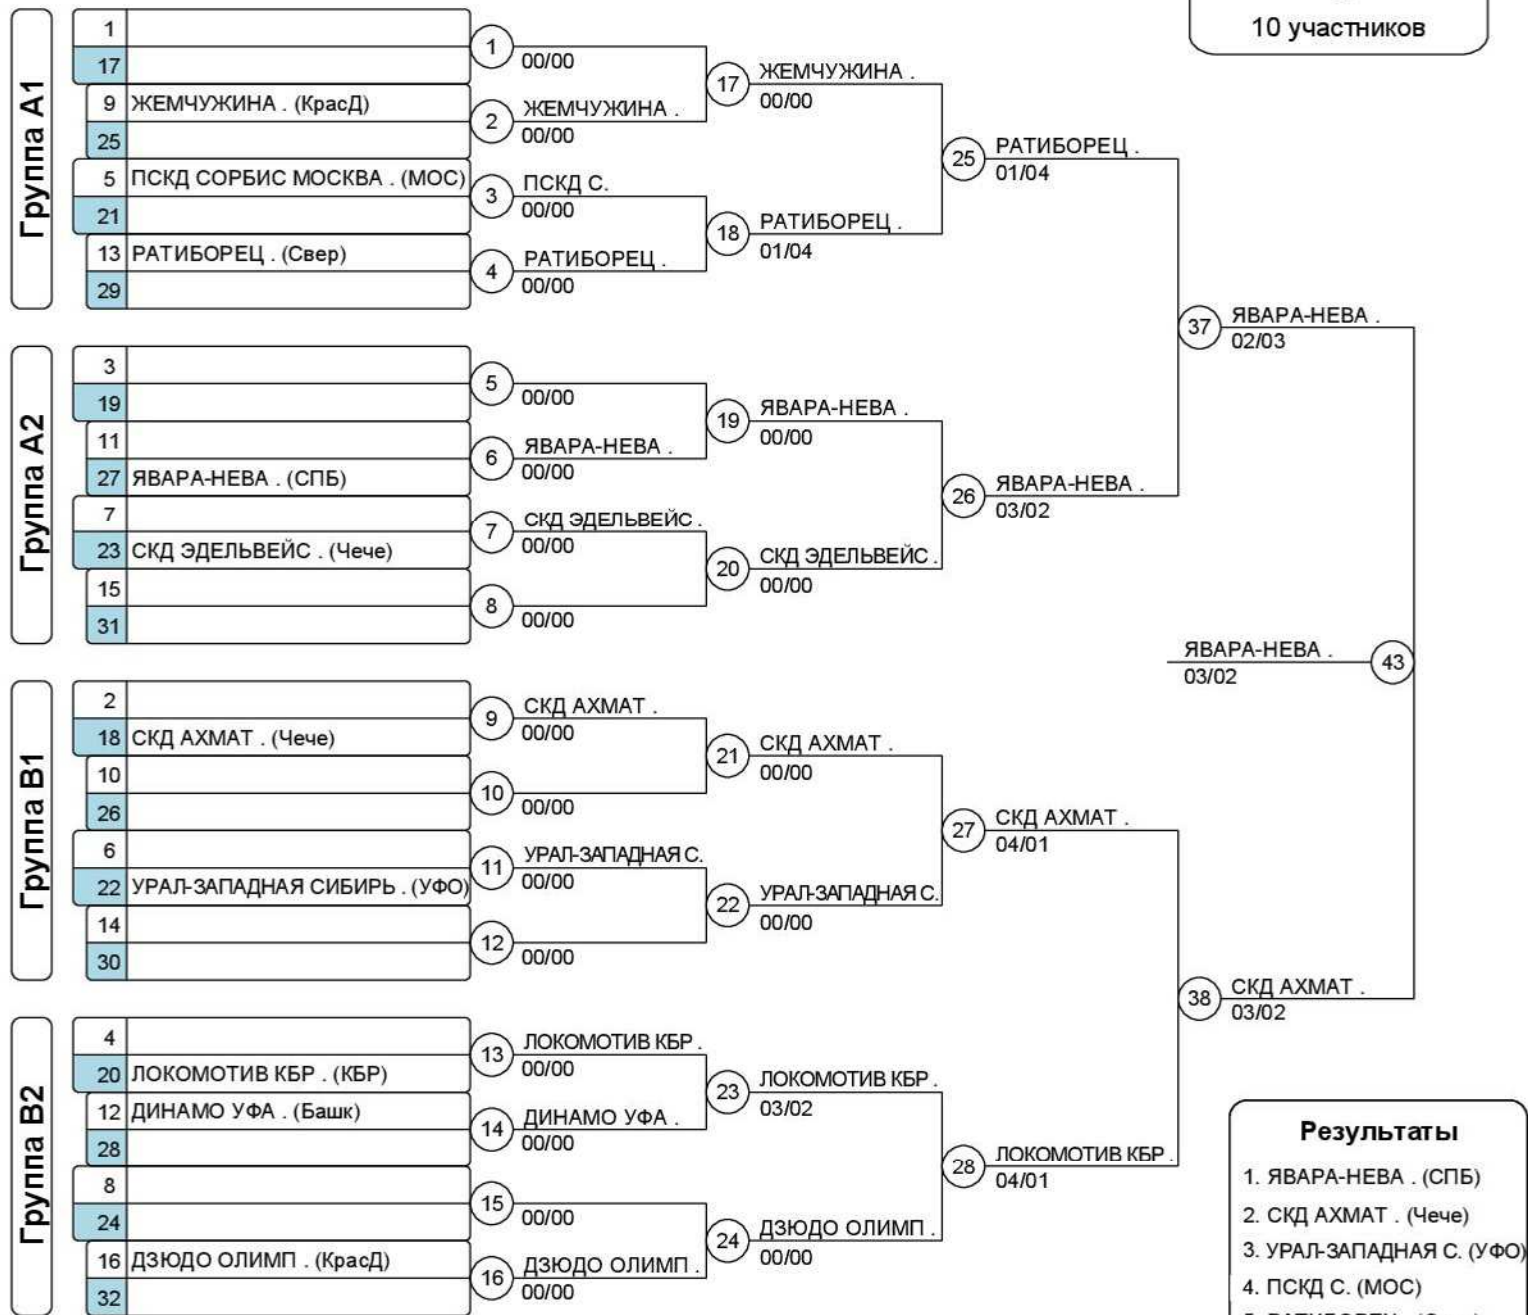 10 участников
Группа A1
1
17
9 ЖЕМЧУЖИНА . (КрасД)
25
5 ПСКД СОРБИС МОСКВА . (МОС)
21
13 РАТИБОРЕЦ . (Свер)
29
1
00/00
2 ЖЕМЧУЖИНА .
00/00
3 ПСКД С.
00/00
4 РАТИБОРЕЦ .
00/00
17 ЖЕМЧУЖИНА .
00/00
18 РАТИБОРЕЦ .
01/04
25 РАТИБОРЕЦ .
01/04
Группа A2
3
19
11
27 ЯВАРА-НЕВА . (СПБ)
7
23 СКД ЭДЕЛЬВЕЙС . (Чече)
15
31
5
00/00
6 ЯВАРА-НЕВА .
00/00
7 СКД ЭДЕЛЬВЕЙС .
00/00
8
00/00
19 ЯВАРА-НЕВА .
00/00
20 СКД ЭДЕЛЬВЕЙС .
00/00
26 ЯВАРА-НЕВА .
03/02
37 ЯВАРА-НЕВА .
02/03
Группа B1
2
18 СКД АХМАТ . (Чече)
10
26
6
22 УРАЛ-ЗАПАДНАЯ СИБИРЬ . (УФО)
14
30
9 СКД АХМАТ .
00/00
10
00/00
11 УРАЛ-ЗАПАДНАЯ С.
00/00
12
00/00
21 СКД АХМАТ .
00/00
22 УРАЛ-ЗАПАДНАЯ С.
00/00
27 СКД АХМАТ .
04/01
Группа B2
4
20 ЛОКОМОТИВ КБР . (КБР)
12 ДИНАМО УФА . (Башк)
28
8
24
16 ДЗЮДО ОЛИМП . (КрасД)
32
13 ЛОКОМОТИВ КБР .
00/00
14 ДИНАМО УФА .
00/00
15
00/00
16 ДЗЮДО ОЛИМП .
00/00
23 ЛОКОМОТИВ КБР .
03/02
24 ДЗЮДО ОЛИМП .
00/00
28 ЛОКОМОТИВ КБР .
04/01
38 СКД АХМАТ .
03/02
ЯВАРА-НЕВА . 43
03/02
Результаты
1. ЯВАРА-НЕВА . (СПБ)
2. СКД АХМАТ . (Чече)
3. УРАЛ-ЗАПАДНАЯ С. (УФО)
4. ПСКД С. (МОС)